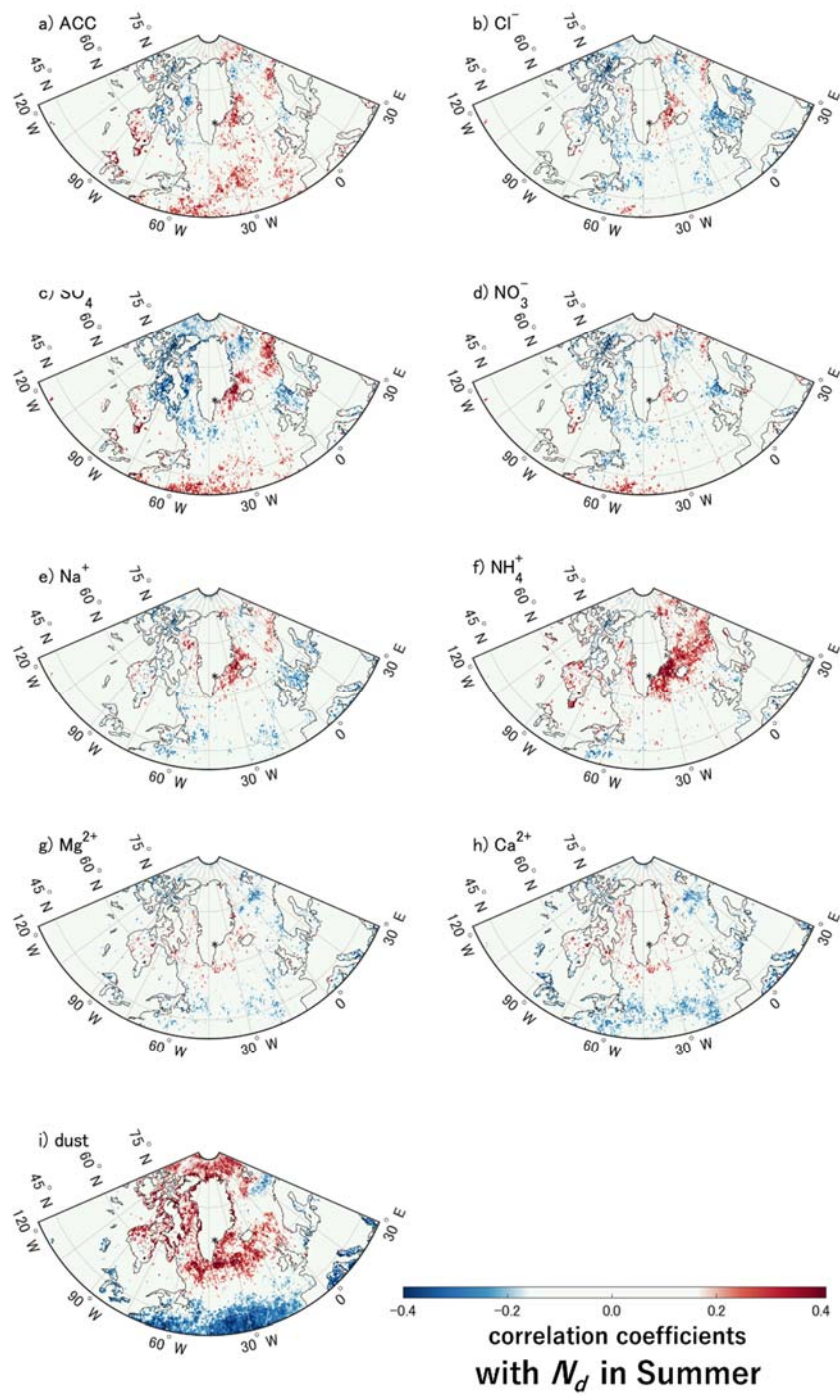 a) ACC
75 °
60 ° N
45 ° N
120 ° W
90 ° W
60 ° W
30 ° W
0 °
30 ° E
b) Cl⁻
75 °
60 ° N
45 ° N
120 ° W
90 ° W
60 ° W
30 ° W
0 °
30 ° E
c) SO₄
75 °
60 ° N
45 ° N
120 ° W
90 ° W
60 ° W
30 ° W
0 °
30 ° E
d) NO₃⁻
75 °
60 ° N
45 ° N
120 ° W
90 ° W
60 ° W
30 ° W
0 °
30 ° E
e) Na⁺
75 °
60 ° N
45 ° N
120 ° W
90 ° W
60 ° W
30 ° W
0 °
30 ° E
f) NH₄⁺
75 °
60 ° N
45 ° N
120 ° W
90 ° W
60 ° W
30 ° W
0 °
30 ° E
g) Mg²⁺
75 °
60 ° N
45 ° N
120 ° W
90 ° W
60 ° W
30 ° W
0 °
30 ° E
h) Ca²⁺
75 °
60 ° N
45 ° N
120 ° W
90 ° W
60 ° W
30 ° W
0 °
30 ° E
i) dust
75 °
60 ° N
45 ° N
120 ° W
90 ° W
60 ° W
30 ° W
0 °
30 ° E
−0.4 −0.2 0.0 0.2 0.4
correlation coefficients
with N_d in Summer